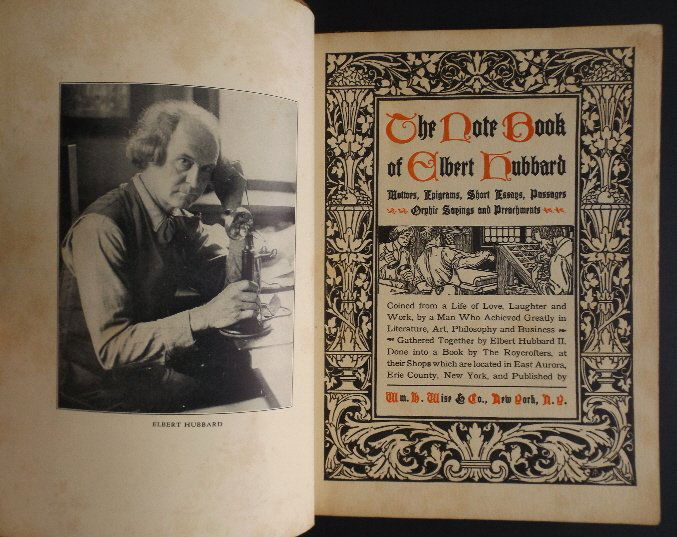 ELBERT HUBBARD
The Note Book
of Elbert Hubbard
Motives, Epigrams, Short Essays, Passages
Orphic Sayings and Preachments
Coined from a Life of Love, Laughter and
Work, by a Man Who Achieved Greatly in
Literature, Art, Philosophy and Business
Gathered Together by Elbert Hubbard II.
Done into a Book by The Roycrofters, at
their Shops which are located in East Aurora,
Erie County, New York, and Published by
Wm. H. Wise & Co., New York, N. Y.